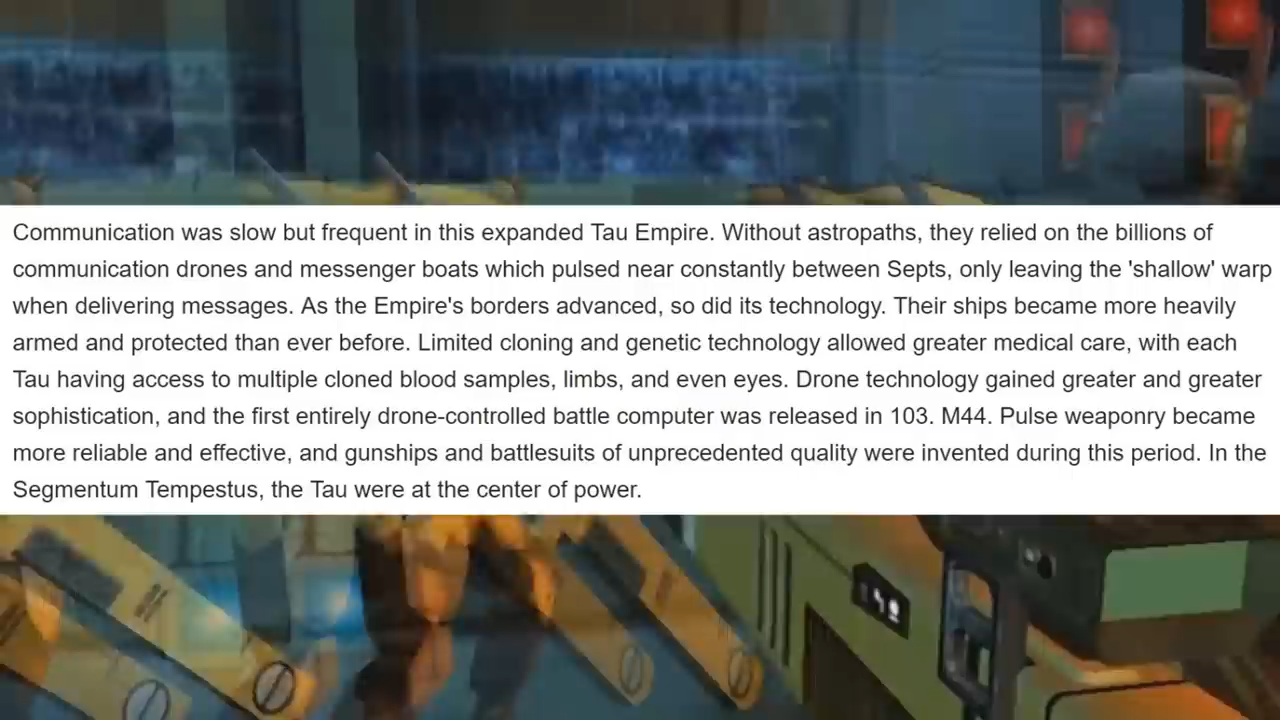 Communication was slow but frequent in this expanded Tau Empire. Without astropaths, they relied on the billions of
communication drones and messenger boats which pulsed near constantly between Septs, only leaving the 'shallow' warp
when delivering messages. As the Empire's borders advanced, so did its technology. Their ships became more heavily
armed and protected than ever before. Limited cloning and genetic technology allowed greater medical care, with each
Tau having access to multiple cloned blood samples, limbs, and even eyes. Drone technology gained greater and greater
sophistication, and the first entirely drone-controlled battle computer was released in 103. M44. Pulse weaponry became
more reliable and effective, and gunships and battlesuits of unprecedented quality were invented during this period. In the
Segmentum Tempestus, the Tau were at the center of power.